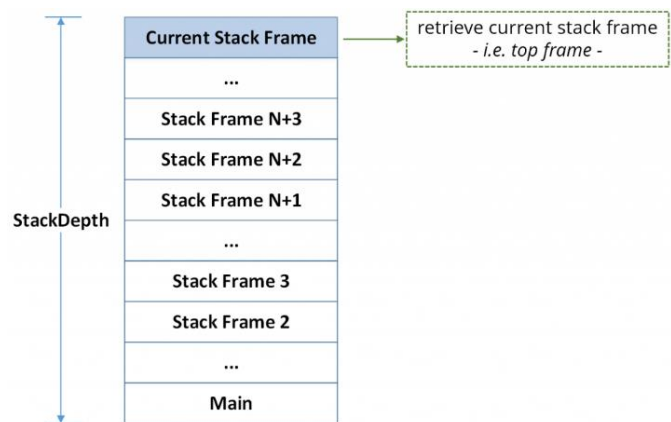 Current Stack Frame
retrieve current stack frame
- i.e. top frame -
...
Stack Frame N+3
Stack Frame N+2
Stack Frame N+1
StackDepth
...
Stack Frame 3
Stack Frame 2
...
Main